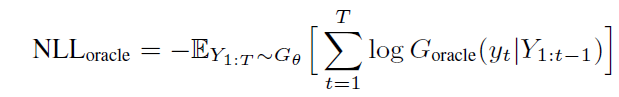 NLL_oracle = −𝔼_{Y_{1:T}∼G_θ} [ ∑_{t=1}^{T} log G_oracle(y_t|Y_{1:t−1}) ]